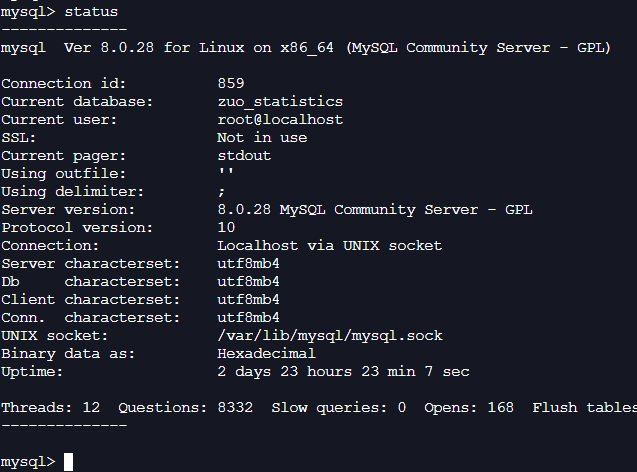 mysql> status
--------------
mysql  Ver 8.0.28 for Linux on x86_64 (MySQL Community Server - GPL)

Connection id:          859
Current database:       zuo_statistics
Current user:           root@localhost
SSL:                    Not in use
Current pager:          stdout
Using outfile:          ''
Using delimiter:        ;
Server version:         8.0.28 MySQL Community Server - GPL
Protocol version:       10
Connection:             Localhost via UNIX socket
Server characterset:    utf8mb4
Db     characterset:    utf8mb4
Client characterset:    utf8mb4
Conn.  characterset:    utf8mb4
UNIX socket:            /var/lib/mysql/mysql.sock
Binary data as:         Hexadecimal
Uptime:                 2 days 23 hours 23 min 7 sec

Threads: 12  Questions: 8332  Slow queries: 0  Opens: 168  Flush tables
--------------

mysql>